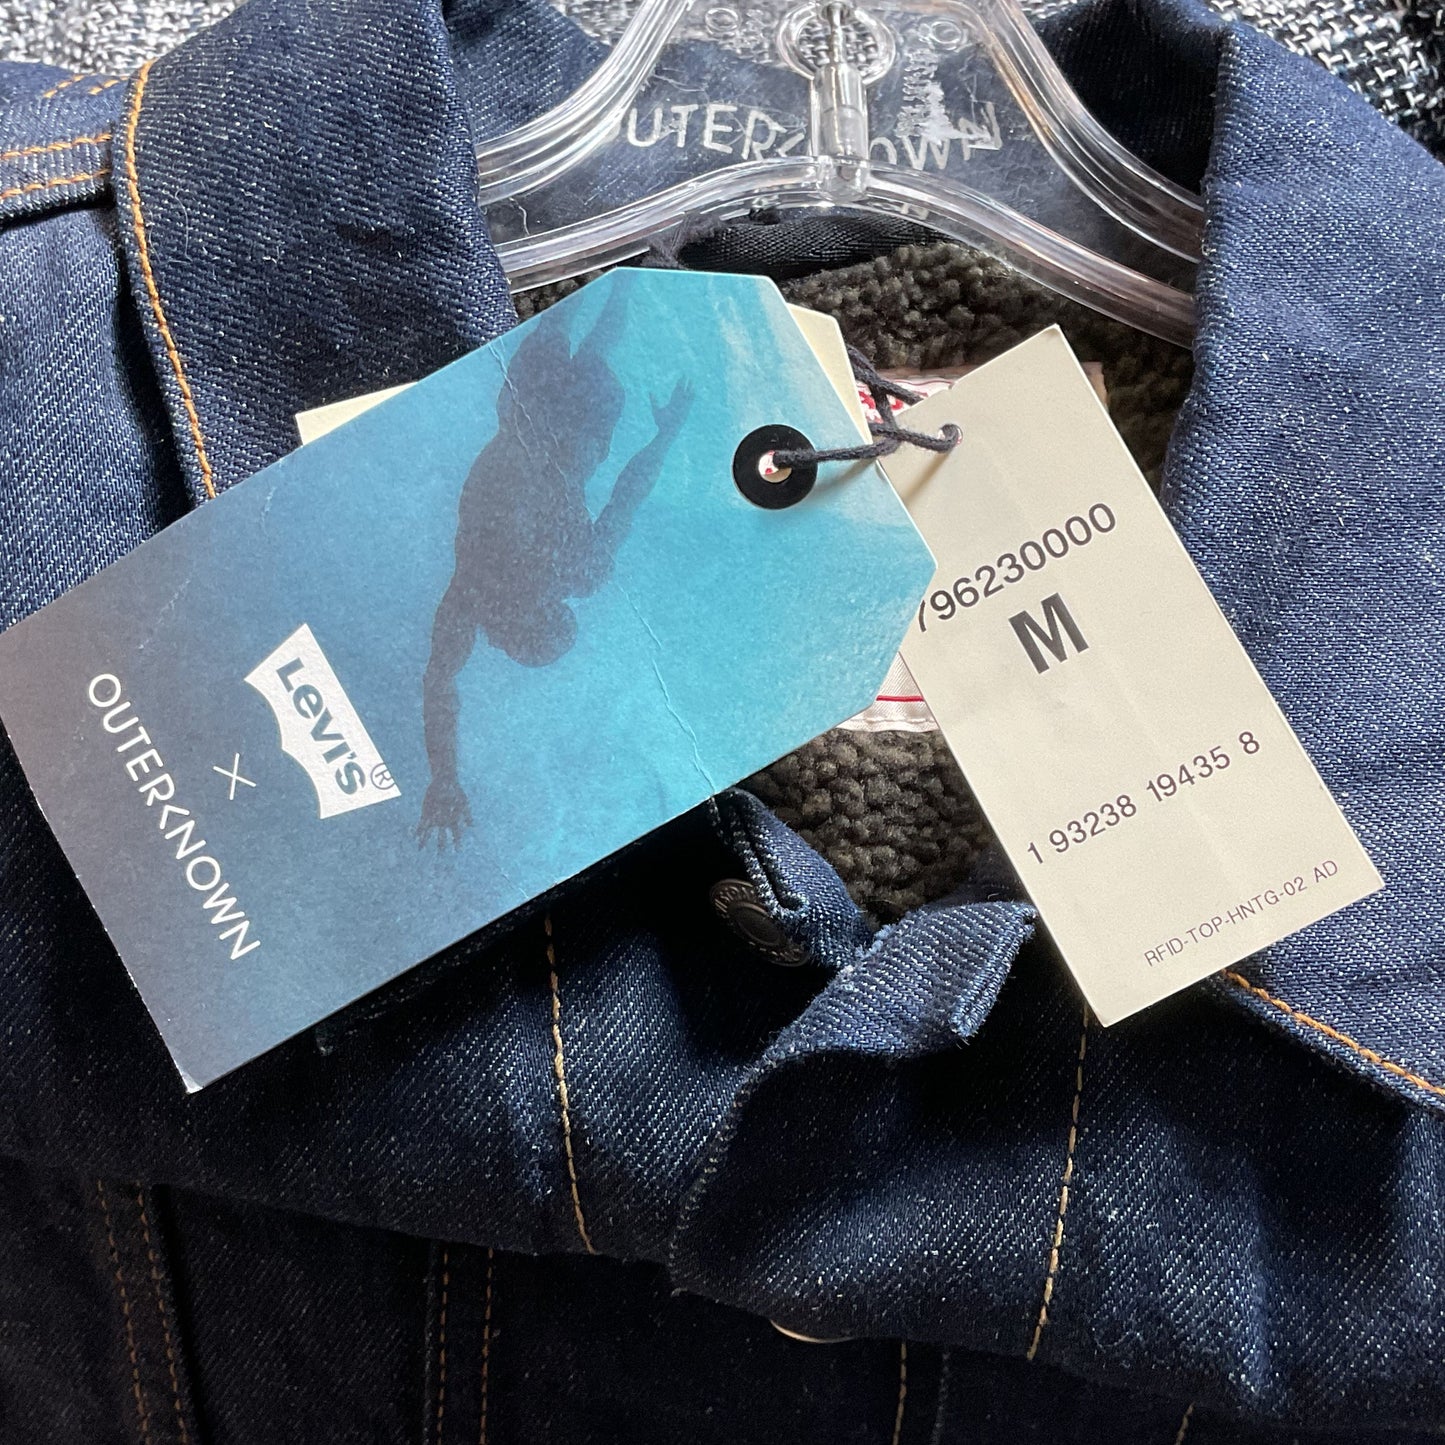 OUTERKNOWN
OUTERKNOWN
X
Levi's®
796230000
M
1 93238 19435 8
RFID-TOP-HNTG-02 AD